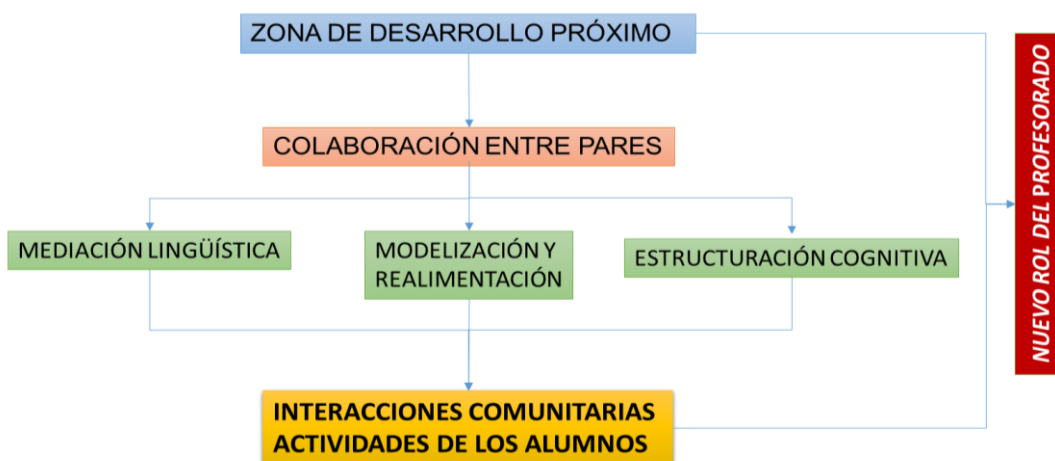 ZONA DE DESARROLLO PRÓXIMO
COLABORACIÓN ENTRE PARES
MEDIACIÓN LINGÜÍSTICA
MODELIZACIÓN Y
REALIMENTACIÓN
ESTRUCTURACIÓN COGNITIVA
INTERACCIONES COMUNITARIAS
ACTIVIDADES DE LOS ALUMNOS
NUEVO ROL DEL PROFESORADO